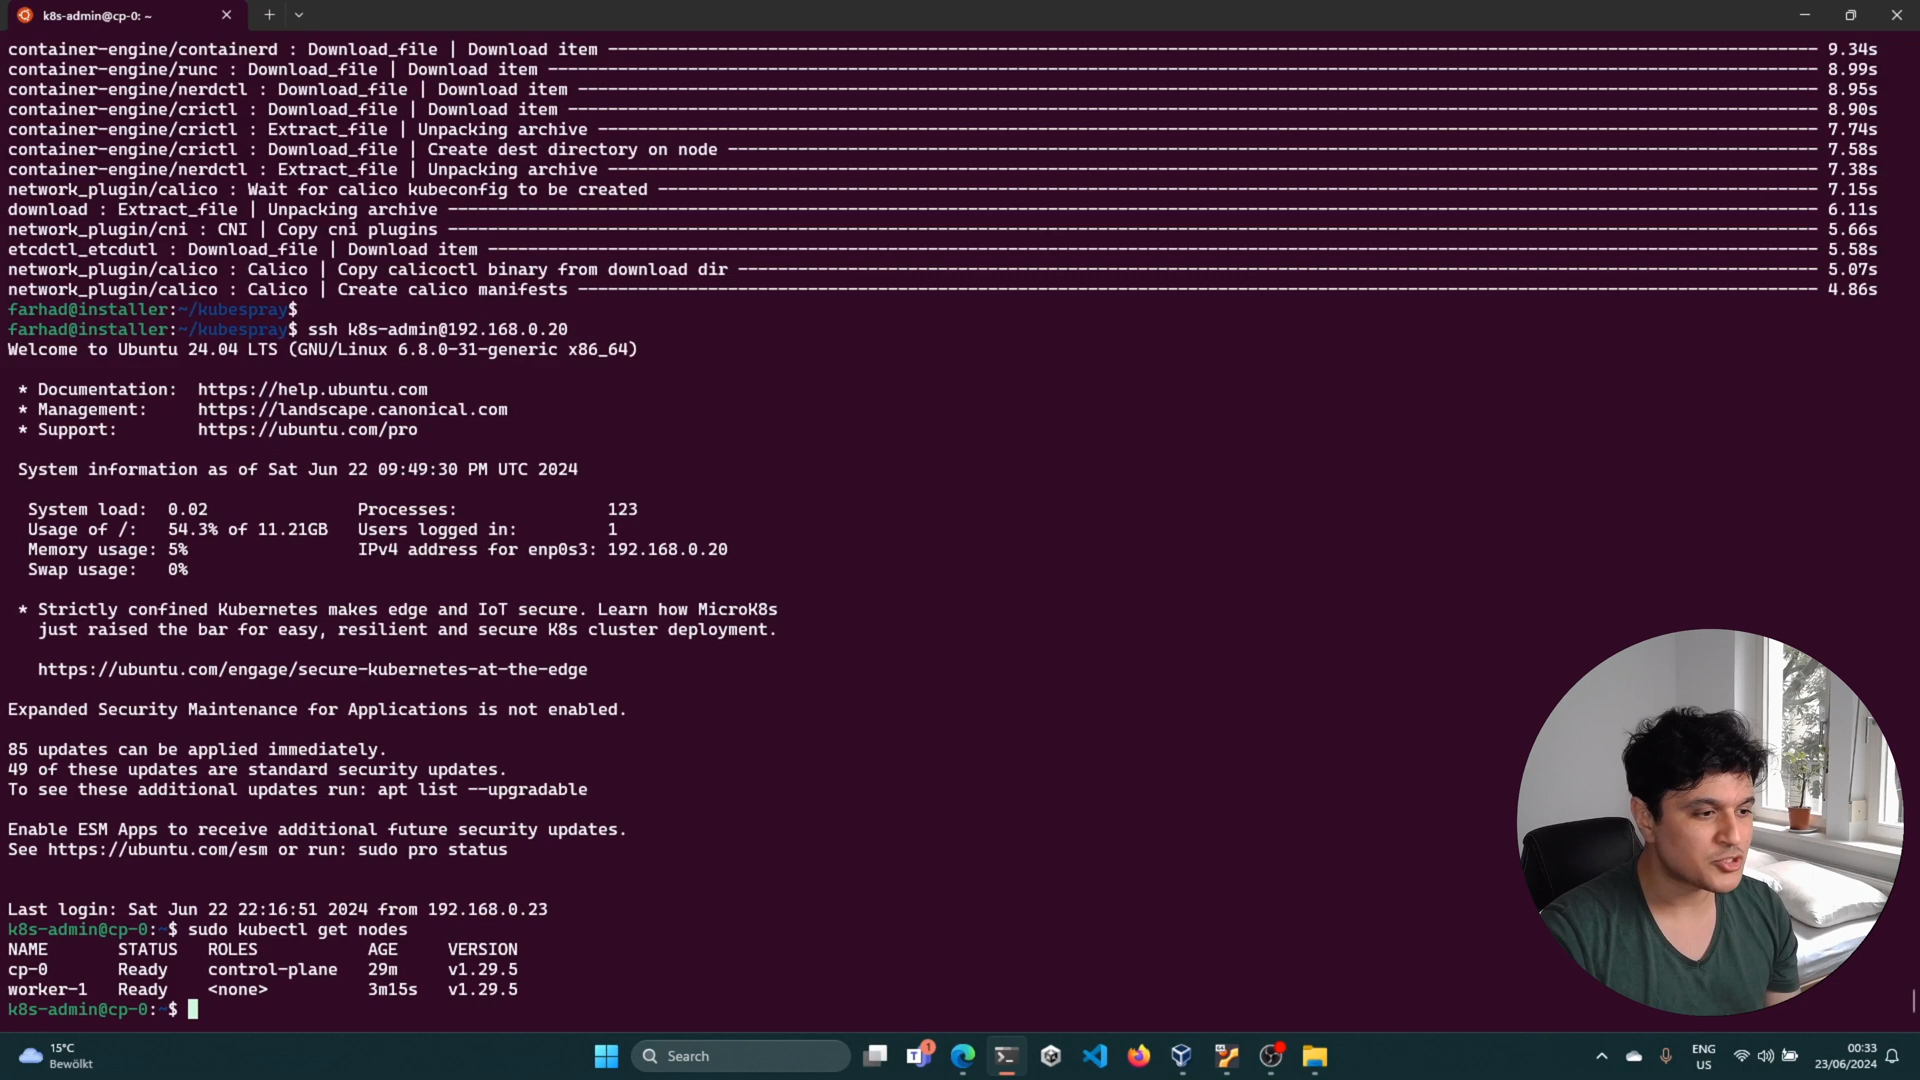 k8s-admin@cp-0: ~
container-engine/containerd : Download_file | Download item ------------------------------------------------ 9.34s
container-engine/runc : Download_file | Download item ------------------------------------------------ 8.99s
container-engine/nerdctl : Download_file | Download item ------------------------------------------------ 8.95s
container-engine/crictl : Download_file | Download item ------------------------------------------------ 8.90s
container-engine/crictl : Extract_file | Unpacking archive ------------------------------------------------ 7.74s
container-engine/crictl : Download_file | Create dest directory on node ------------------------------------------------ 7.58s
container-engine/nerdctl : Extract_file | Unpacking archive ------------------------------------------------ 7.38s
network_plugin/calico : Wait for calico kubeconfig to be created ------------------------------------------------ 7.15s
download : Extract_file | Unpacking archive ------------------------------------------------ 6.11s
network_plugin/cni : CNI | Copy cni plugins ------------------------------------------------ 5.66s
etcdctl_etcdutl : Download_file | Download item ------------------------------------------------ 5.58s
network_plugin/calico : Calico | Copy calicoctl binary from download dir ------------------------------------------------ 5.07s
network_plugin/calico : Calico | Create calico manifests ------------------------------------------------ 4.86s
farhad@installer:~/kubespray$
farhad@installer:~/kubespray$ ssh k8s-admin@192.168.0.20
Welcome to Ubuntu 24.04 LTS (GNU/Linux 6.8.0-31-generic x86_64)
* Documentation: https://help.ubuntu.com
* Management: https://landscape.canonical.com
* Support: https://ubuntu.com/pro
System information as of Sat Jun 22 09:49:30 PM UTC 2024
System load: 0.02 Processes: 123
Usage of /: 54.3% of 11.21GB Users logged in: 1
Memory usage: 5% IPv4 address for enp0s3: 192.168.0.20
Swap usage: 0%
* Strictly confined Kubernetes makes edge and IoT secure. Learn how MicroK8s
just raised the bar for easy, resilient and secure K8s cluster deployment.
https://ubuntu.com/engage/secure-kubernetes-at-the-edge
Expanded Security Maintenance for Applications is not enabled.
85 updates can be applied immediately.
49 of these updates are standard security updates.
To see these additional updates run: apt list --upgradable
Enable ESM Apps to receive additional future security updates.
See https://ubuntu.com/esm or run: sudo pro status
Last login: Sat Jun 22 22:16:51 2024 from 192.168.0.23
k8s-admin@cp-0:~$ sudo kubectl get nodes
NAME STATUS ROLES AGE VERSION
cp-0 Ready control-plane 29m v1.29.5
worker-1 Ready <none> 3m15s v1.29.5
k8s-admin@cp-0:~$
15°C
Bewölkt
Search
1
ENG
US
00:33
23/06/2024